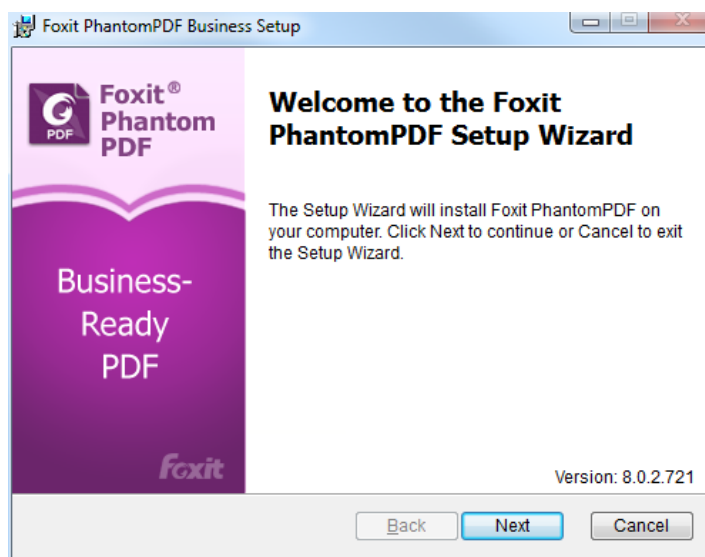 Foxit PhantomPDF Business Setup
Foxit®
Phantom
PDF
PDF
Welcome to the Foxit
PhantomPDF Setup Wizard
The Setup Wizard will install Foxit PhantomPDF on
your computer. Click Next to continue or Cancel to exit
the Setup Wizard.
Business-
Ready
PDF
foxit
Version: 8.0.2.721
Back Next Cancel